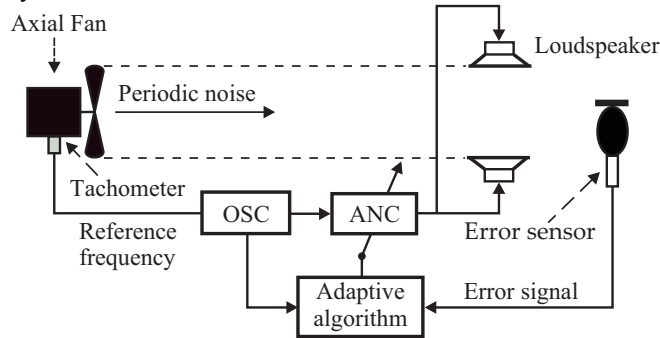 Axial Fan
Loudspeaker
Periodic noise
Tachometer
OSC
ANC
Reference
frequency
Error sensor
Adaptive
algorithm
Error signal